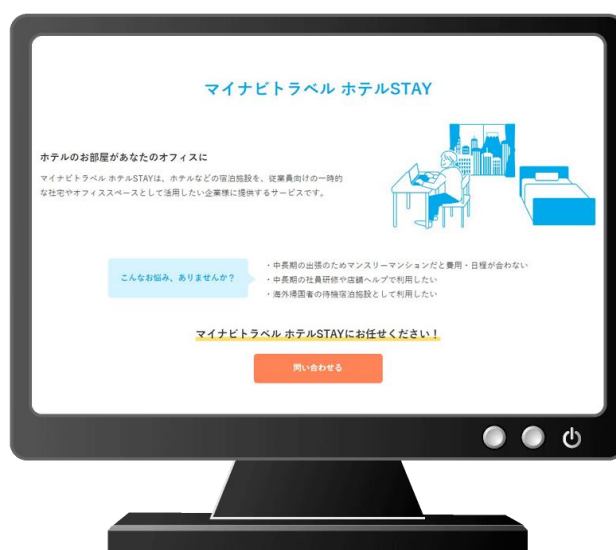 マイナビトラベル ホテルSTAY
ホテルのお部屋があなたのオフィスに
マイナビトラベル ホテルSTAYは、ホテルなどの宿泊施設を、従業員向けの一時的
な社宅やオフィススペースとして活用したい企業様に提供するサービスです。
こんなお悩み、ありませんか？
・中長期の出張のためマンスリーマンションだと費用・日程が合わない
・中長期の社員研修や店舗ヘルプで利用したい
・海外帰国者の待機宿泊施設として利用したい
マイナビトラベル ホテルSTAYにお任せください！
問い合わせる